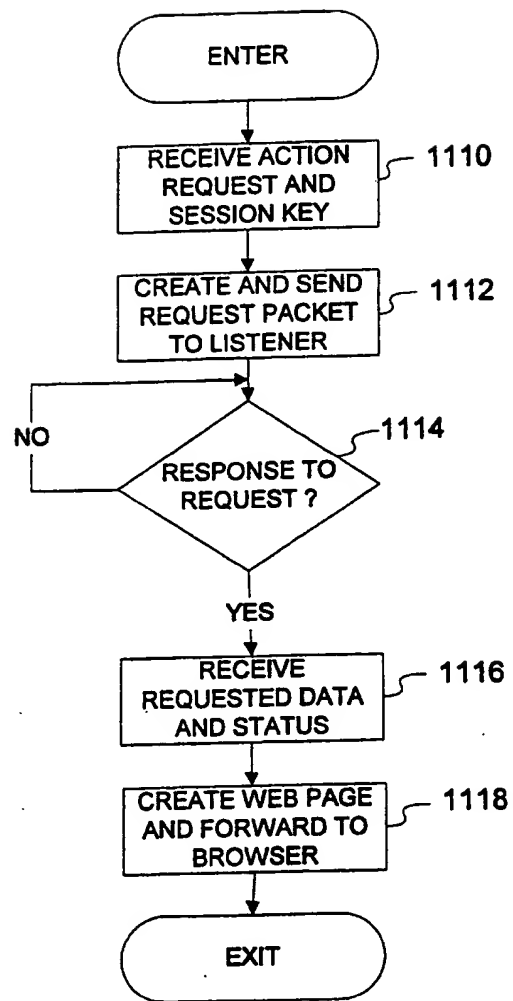 ENTER
RECEIVE ACTION
REQUEST AND
SESSION KEY
1110
CREATE AND SEND
REQUEST PACKET
TO LISTENER
1112
NO
RESPONSE TO
REQUEST ?
1114
YES
RECEIVE
REQUESTED DATA
AND STATUS
1116
CREATE WEB PAGE
AND FORWARD TO
BROWSER
1118
EXIT